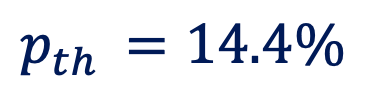 p_th = 14.4%